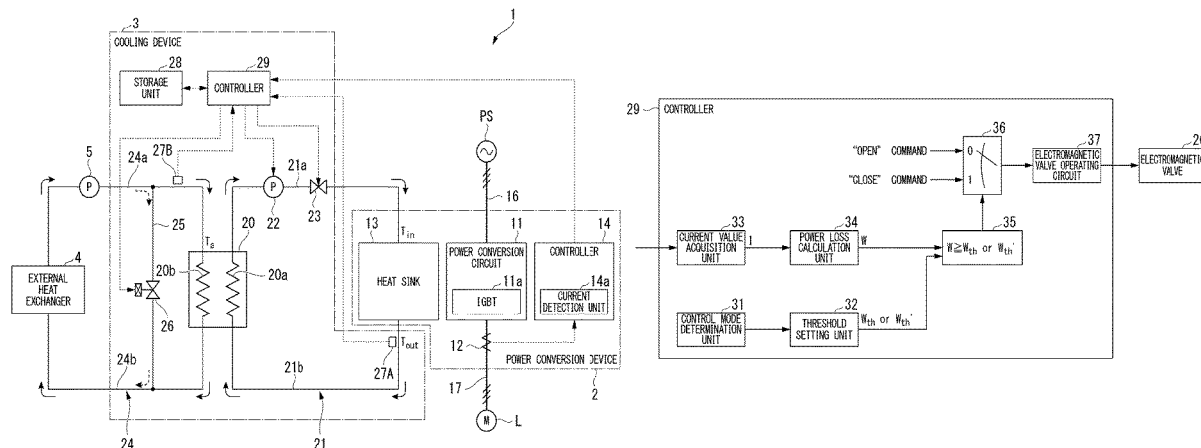 1
3
COOLING DEVICE
28
29
STORAGE
UNIT
CONTROLLER
PS
27B
5
24a
P
21a
P
22
23
16
25
Ta
20
Tin
13
11
14
4
20b
20a
EXTERNAL
HEAT
EXCHANGER
HEAT SINK
POWER CONVERSION
CIRCUIT
CONTROLLER
11a
14a
IGBT
CURRENT
DETECTION UNIT
26
12
Tout
27A
POWER CONVERSION DEVICE
24b
21b
17
2
M
L
24
21
29
CONTROLLER
36
"OPEN" COMMAND
0
37
26
ELECTROMAGNETIC
VALVE OPERATING
CIRCUIT
ELECTROMAGNETIC
VALVE
"CLOSE" COMMAND
1
33
34
35
CURRENT VALUE
ACQUISITION
UNIT
I
POWER LOSS
CALCULATION
UNIT
W
W≧Wth or Wth'
31
32
CONTROL MODE
DETERMINATION
UNIT
THRESHOLD
SETTING UNIT
Wth or Wth'